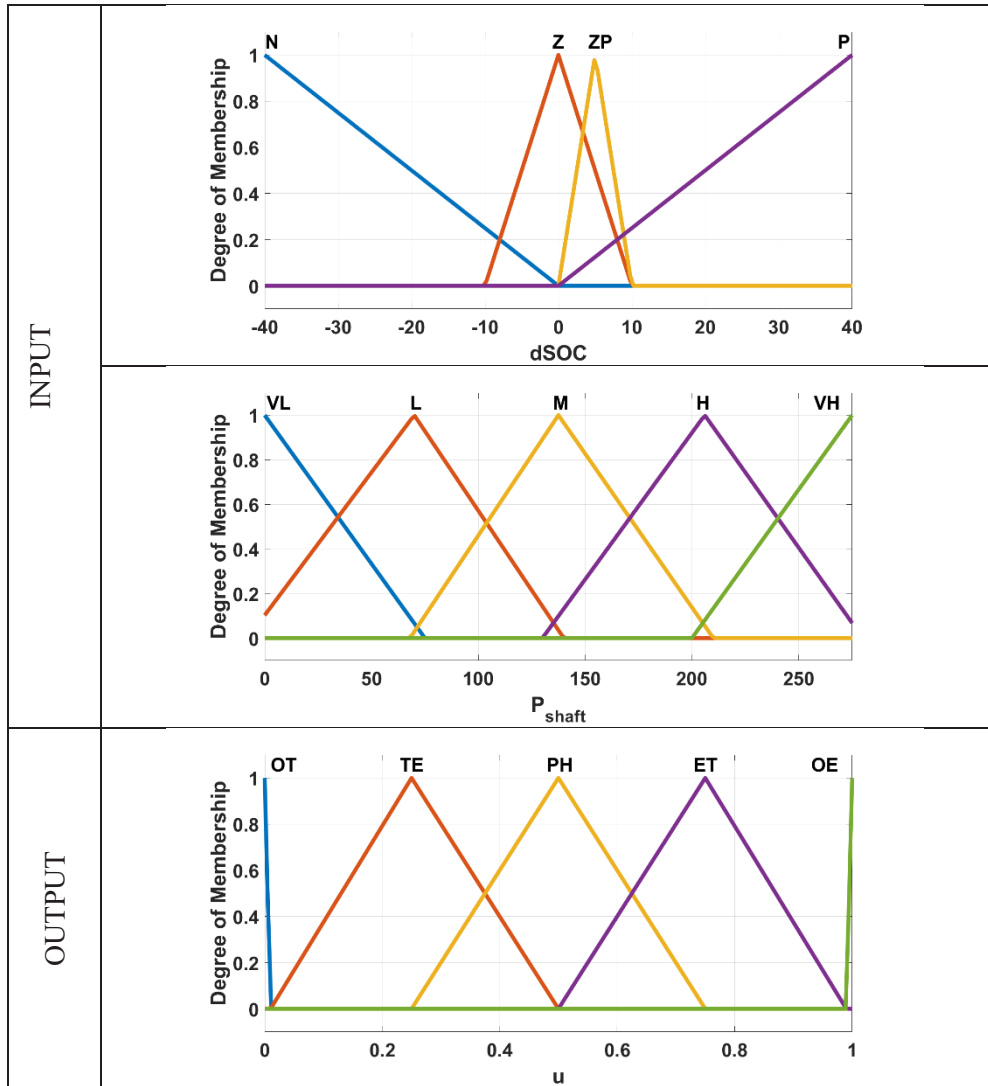 INPUT
N Z ZP P
Degree of Membership
1
0.8
0.6
0.4
0.2
0
-40 -30 -20 -10 0 10 20 30 40
dSOC
VL L M H VH
Degree of Membership
1
0.8
0.6
0.4
0.2
0
0 50 100 150 200 250
P_shaft
OUTPUT
OT TE PH ET OE
Degree of Membership
1
0.8
0.6
0.4
0.2
0
0 0.2 0.4 0.6 0.8 1
u